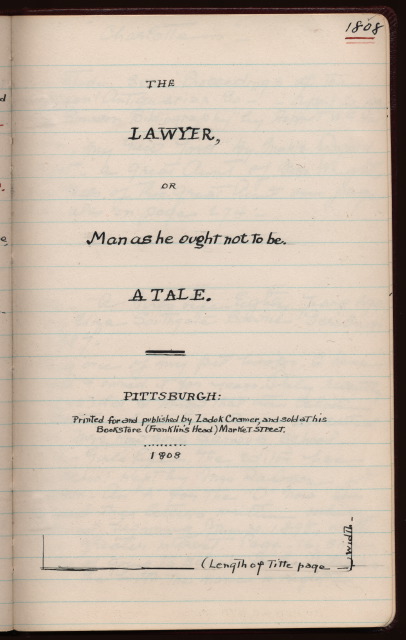 1808
THE
LAWYER,
OR
Man as he ought not to be.
A TALE.
PITTSBURGH:
Printed for and published by Zadok Cramer, and sold at his
Bookstore (Franklin's Head) Market Street.
1808
(Length of Title page
width